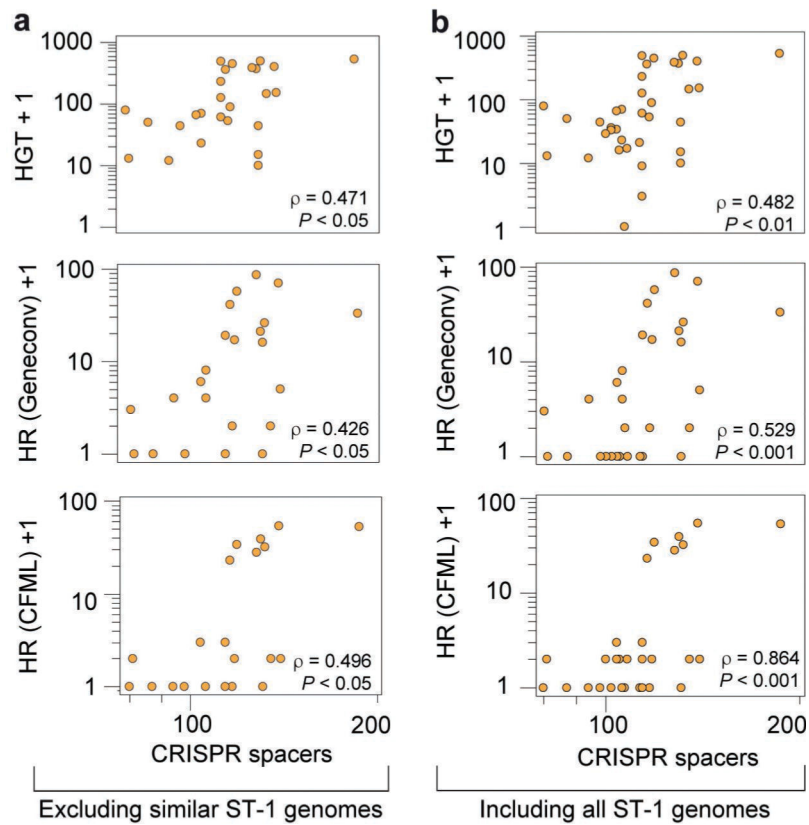 a
1000
100
10
1
HGT + 1
ρ = 0.471
P < 0.05
100
10
1
HR (Geneconv) +1
ρ = 0.426
P < 0.05
100
10
1
HR (CFML) +1
ρ = 0.496
P < 0.05
100 200
CRISPR spacers
Excluding similar ST-1 genomes
b
1000
100
10
1
HGT + 1
ρ = 0.482
P < 0.01
100
10
1
HR (Geneconv) +1
ρ = 0.529
P < 0.001
100
10
1
HR (CFML) +1
ρ = 0.864
P < 0.001
100 200
CRISPR spacers
Including all ST-1 genomes